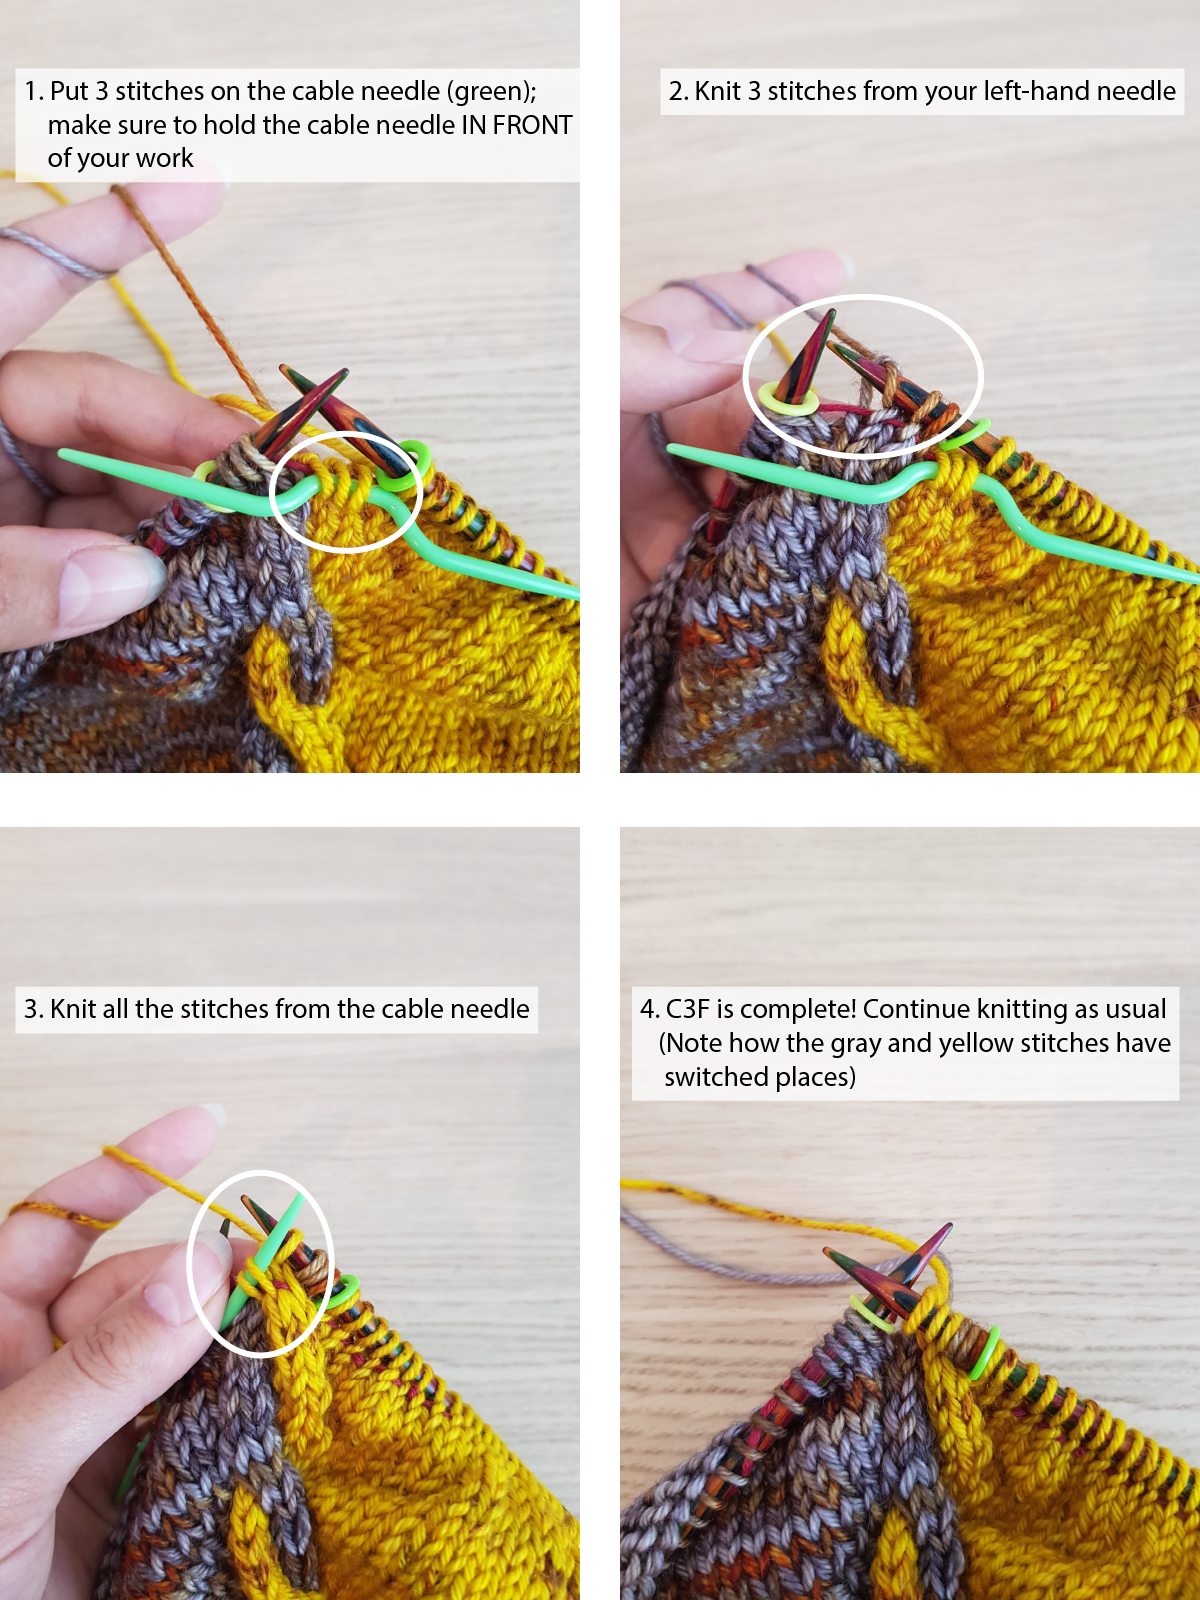 1. Put 3 stitches on the cable needle (green);
make sure to hold the cable needle IN FRONT
of your work
2. Knit 3 stitches from your left-hand needle
3. Knit all the stitches from the cable needle
4. C3F is complete! Continue knitting as usual
(Note how the gray and yellow stitches have
switched places)